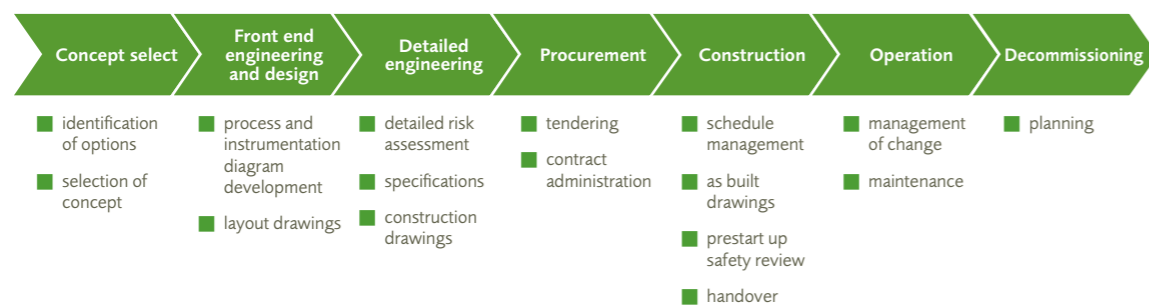 Concept select
Front end
engineering
and design
Detailed
engineering
Procurement
Construction
Operation
Decommissioning
identification
of options
selection of
concept
process and
instrumentation
diagram
development
layout drawings
detailed risk
assessment
specifications
construction
drawings
tendering
contract
administration
schedule
management
as built
drawings
prestart up
safety review
handover
management
of change
maintenance
planning